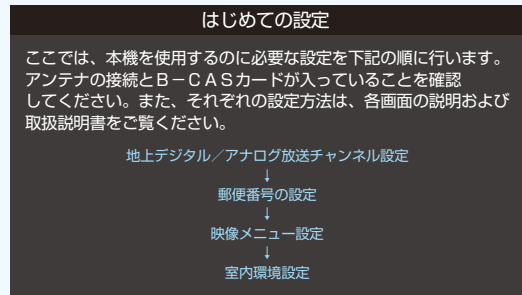 はじめての設定
ここでは、本機を使用するのに必要な設定を下記の順に行います。
アンテナの接続とＢ－ＣＡＳカードが入っていることを確認
してください。また、それぞれの設定方法は、各画面の説明および
取扱説明書をご覧ください。
地上デジタル／アナログ放送チャンネル設定
↓
郵便番号の設定
↓
映像メニュー設定
↓
室内環境設定